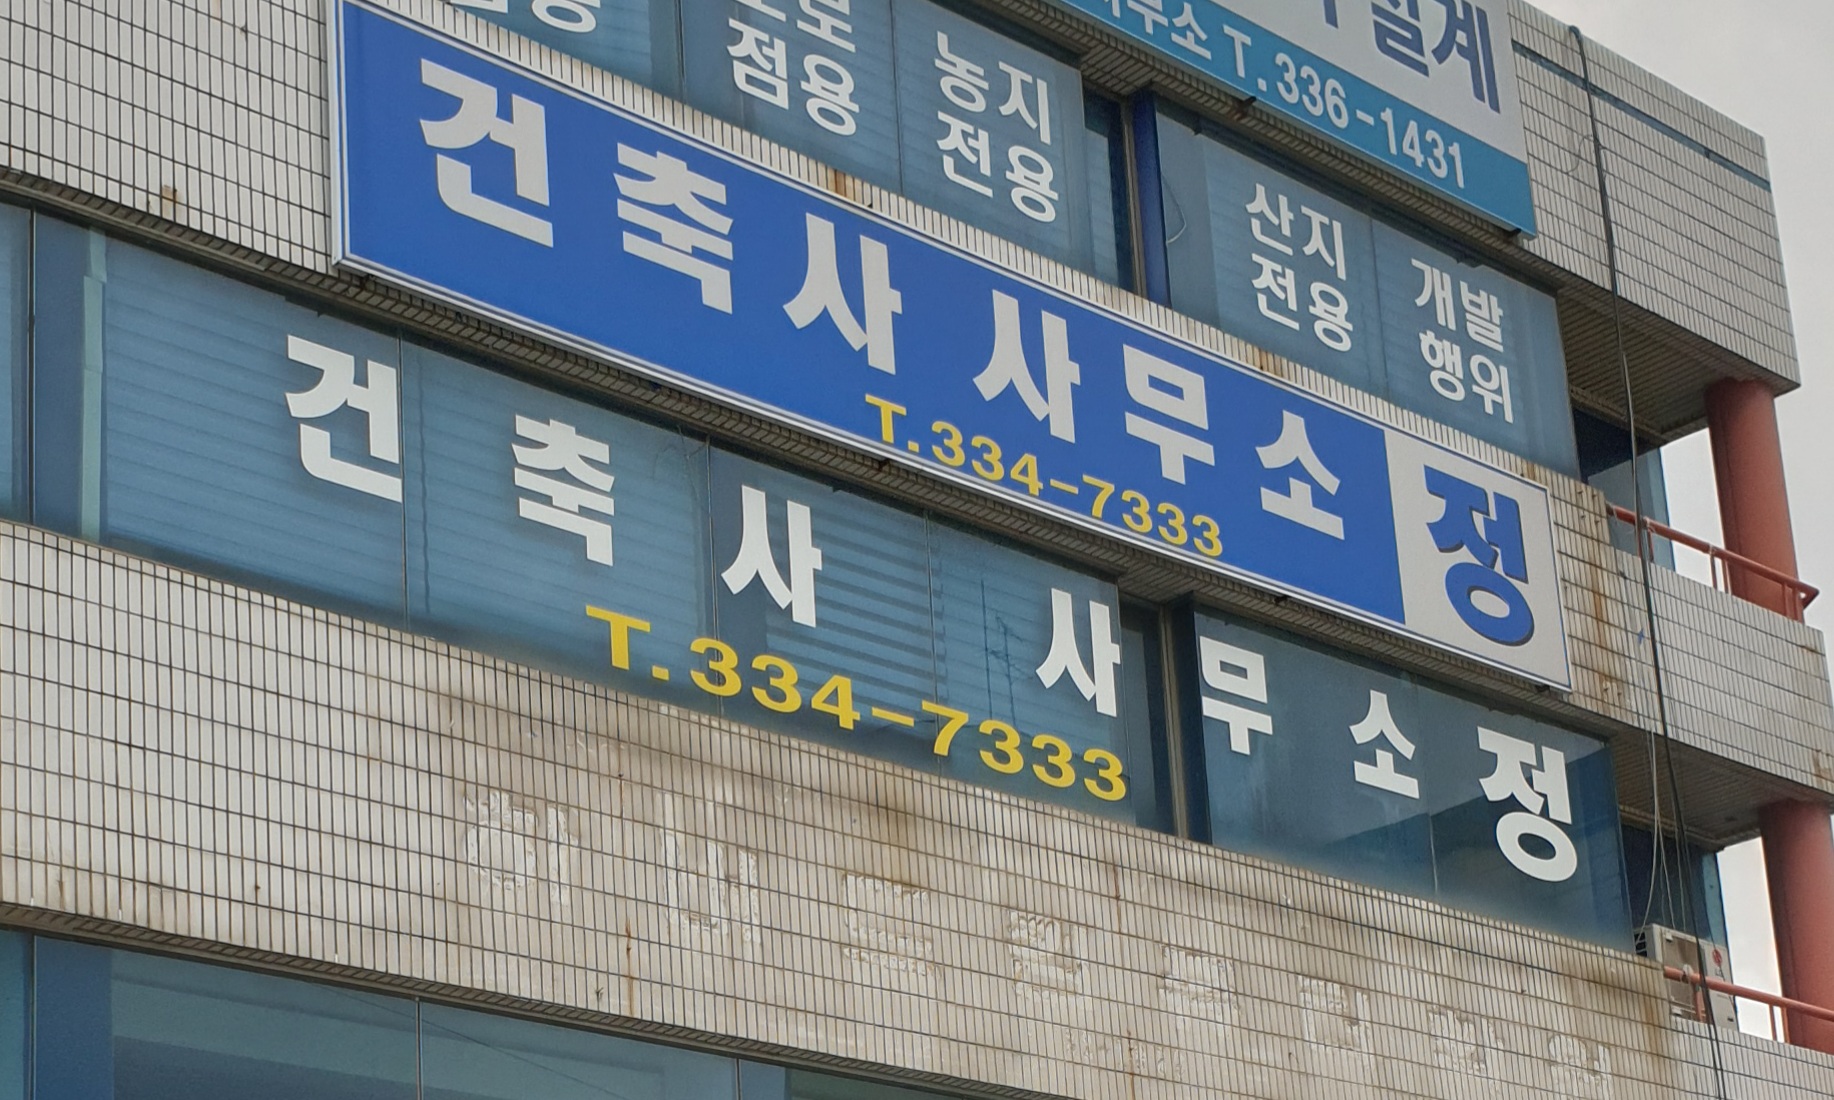 설계
무소 T.336-1431
점용
농지
전용
산지
전용
개발
행위
건축사 사무소 정
T.334-7333
건축사 사무소 정
T.334-7333